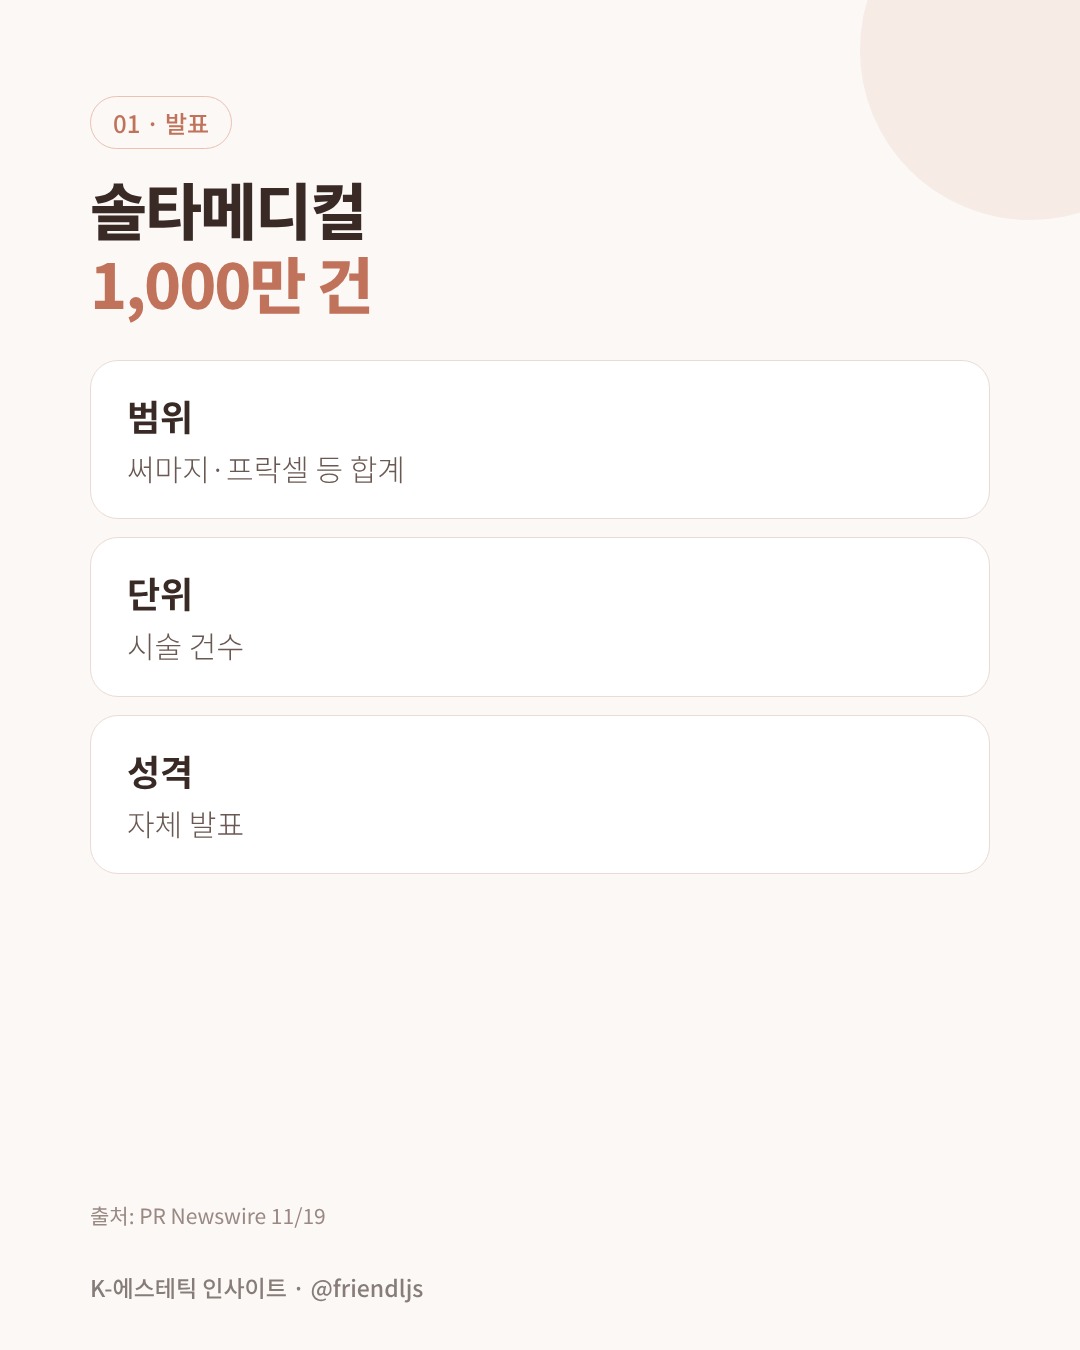 01 · 발표
솔타메디컬
1,000만 건
범위
써마지·프락셀 등 합계
단위
시술 건수
성격
자체 발표
출처: PR Newswire 11/19
K-에스테틱 인사이트 · @friendljs